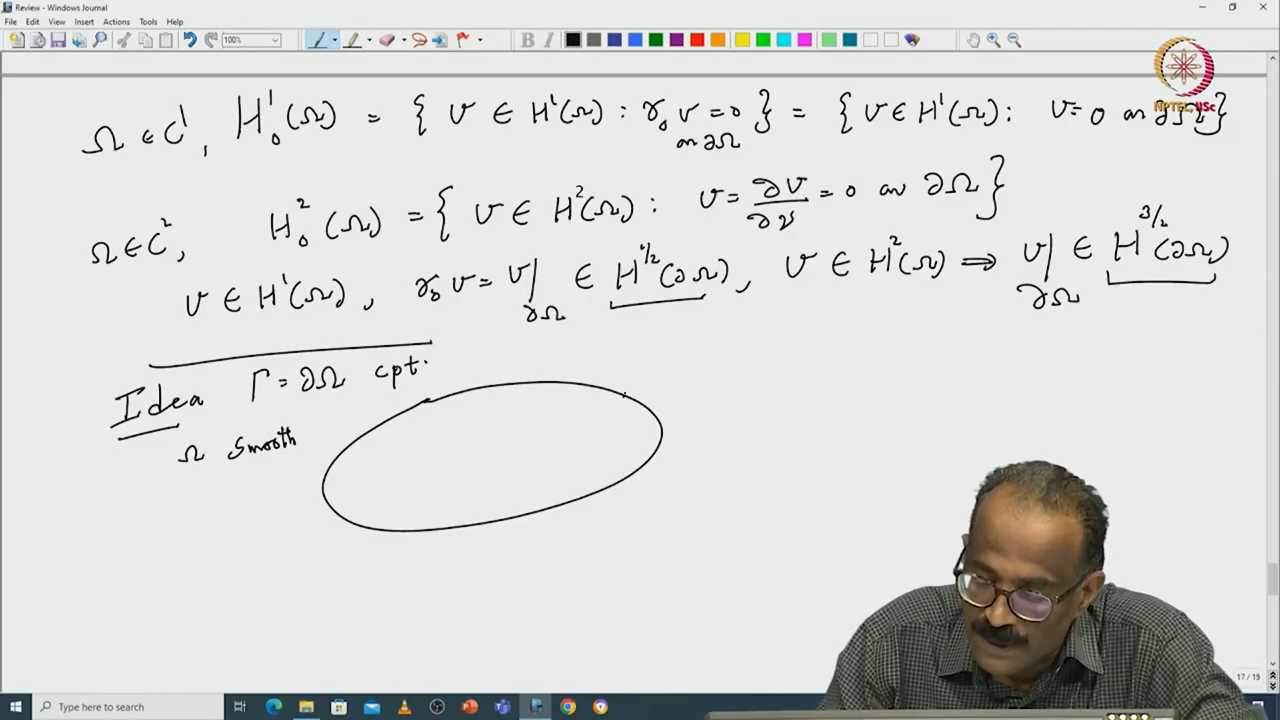 Review - Windows Journal
File Edit View Insert Actions Tools Help
100%
Ω ∈ C¹, H¹₀(Ω) = { v ∈ H¹(Ω) : γ₀ v = 0 on ∂Ω } = { v ∈ H¹(Ω) : v = 0 on ∂Ω }
NPTEL IISc
Ω ∈ C², H²₀(Ω) = { v ∈ H²(Ω) : v = ∂v/∂ν = 0 on ∂Ω }
v ∈ H¹(Ω), γ₀ v = v|∂Ω ∈ H^{1/2}(∂Ω), v ∈ H²(Ω) ⇒ v|∂Ω ∈ H^{3/2}(∂Ω)
Idea Γ = ∂Ω cpt.
Ω smooth
17 / 19
Type here to search